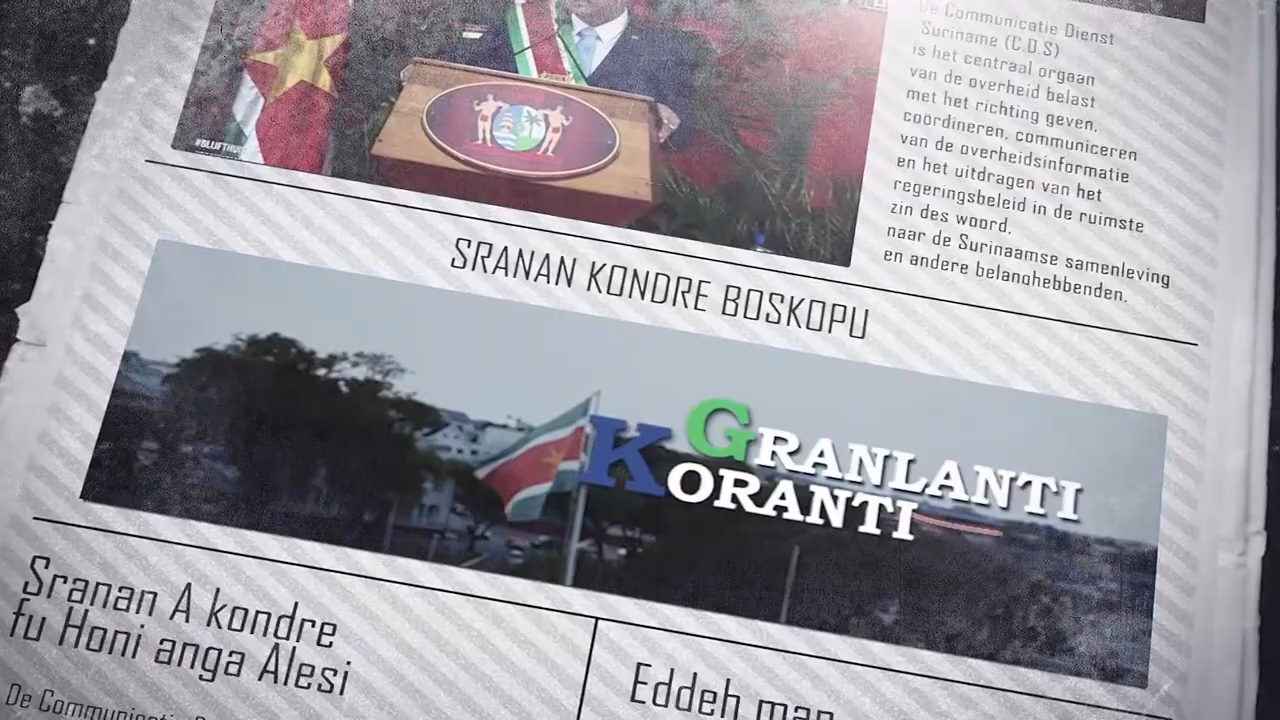 De Communicatie Dienst
Suriname (C.D.S)
is het centraal orgaan
van de overheid belast
met het richting geven,
coördineren, communiceren
van de overheidsinformatie
en het uitdragen van het
regeringsbeleid in de ruimste
zin des woord.
naar de Surinaamse samenleving
en andere belanghebbenden.
SRANAN KONDRE BOSKOPU
GRANLANTI
KORANTI
Sranan A kondre
fu Honi anga Alesi
Eddeh man
De